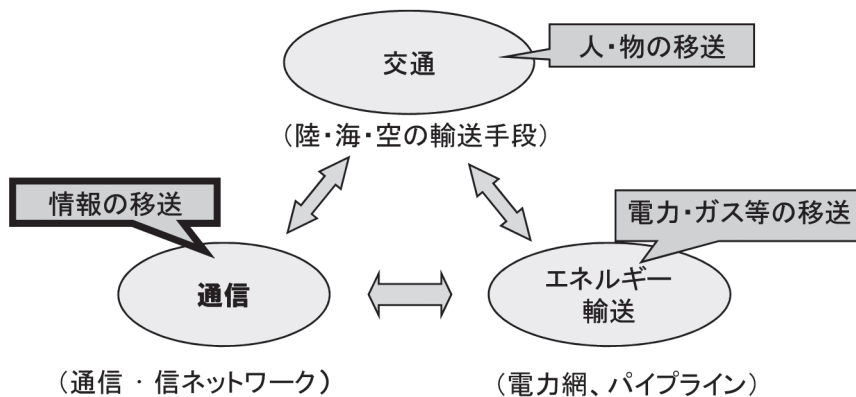 交通
人・物の移送
（陸・海・空の輸送手段）
情報の移送
電力・ガス等の移送
通信
エネルギー
輸送
（通信・信ネットワーク）
（電力網、パイプライン）